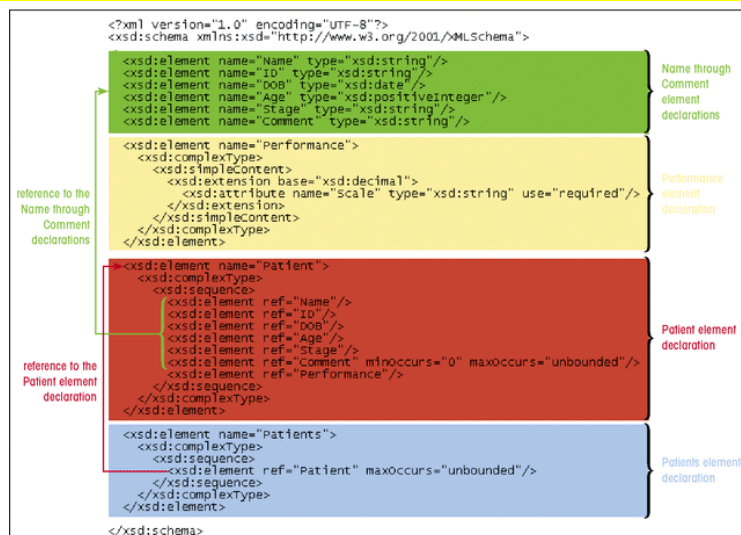 <?xml version="1.0" encoding="UTF-8"?>
<xsd:schema xmlns:xsd="http://www.w3.org/2001/XMLSchema">
<xsd:element name="Name" type="xsd:string"/>
<xsd:element name="ID" type="xsd:string"/>
<xsd:element name="DOB" type="xsd:date"/>
<xsd:element name="Age" type="xsd:positiveInteger"/>
<xsd:element name="Stage" type="xsd:string"/>
<xsd:element name="Comment" type="xsd:string"/>
Name through
Comment
element
declarations
<xsd:element name="Performance">
<xsd:complexType>
<xsd:simpleContent>
<xsd:extension base="xsd:decimal">
<xsd:attribute name="Scale" type="xsd:string" use="required"/>
</xsd:extension>
</xsd:simpleContent>
</xsd:complexType>
</xsd:element>
Performance
element
declaration
reference to the
Name through
Comment
declarations
<xsd:element name="Patient">
<xsd:complexType>
<xsd:sequence>
<xsd:element ref="Name"/>
<xsd:element ref="ID"/>
<xsd:element ref="DOB"/>
<xsd:element ref="Age"/>
<xsd:element ref="Stage"/>
<xsd:element ref="Comment" minOccurs="0" maxOccurs="unbounded"/>
<xsd:element ref="Performance"/>
</xsd:sequence>
</xsd:complexType>
</xsd:element>
Patient element
declaration
reference to the
Patient element
declaration
<xsd:element name="Patients">
<xsd:complexType>
<xsd:sequence>
<xsd:element ref="Patient" maxOccurs="unbounded"/>
</xsd:sequence>
</xsd:complexType>
</xsd:element>
Patients element
declaration
</xsd:schema>